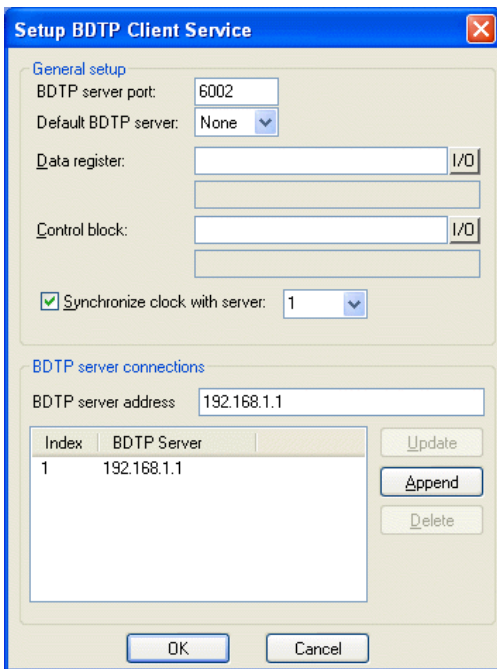 Setup BDTP Client Service
General setup
BDTP server port: 6002
Default BDTP server: None
Data register: I/O
Control block: I/O
Synchronize clock with server: 1
BDTP server connections
BDTP server address 192.168.1.1
Index BDTP Server Update
1 192.168.1.1
Append
Delete
OK Cancel